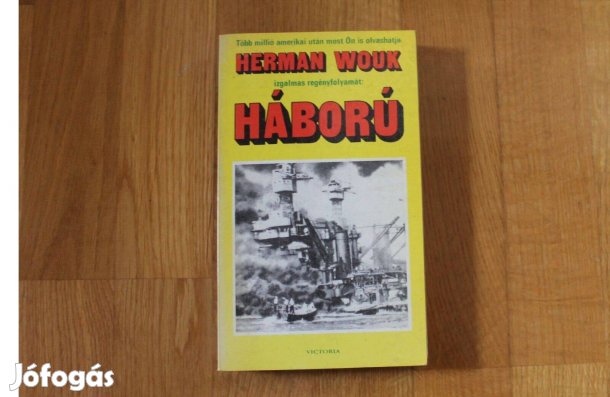 Több millió amerikai után most Ön is olvashatja
HERMAN WOUK
izgalmas regényfolyamát:
HÁBORÚ
VICTORIA
Jófogás